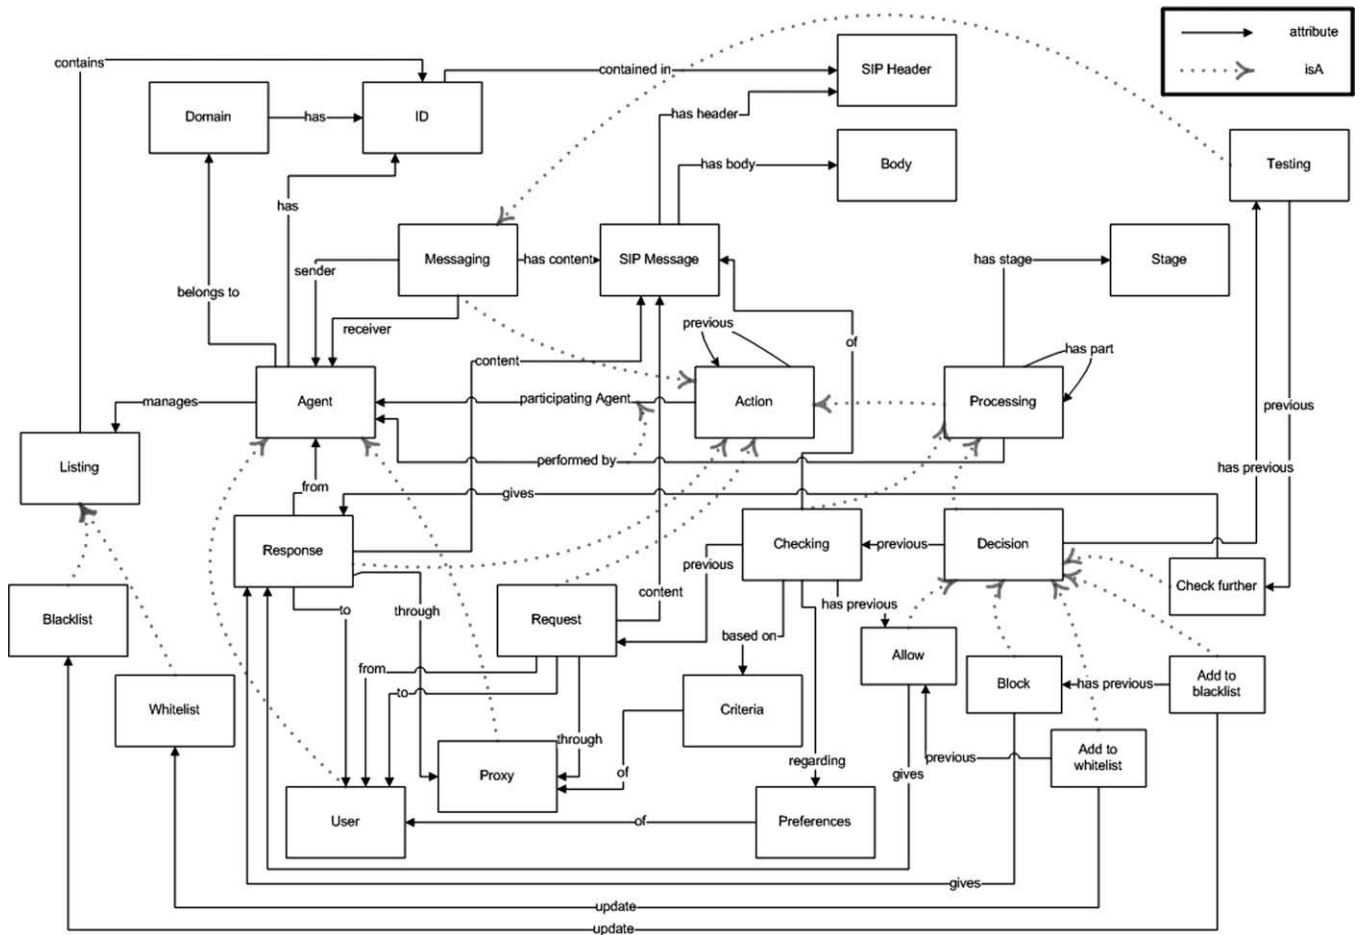 contains
contained in
SIP Header
attribute
isA
Domain
has
ID
has header
has body
Body
Testing
has
Messaging
has content
SIP Message
has stage
Stage
sender
belongs to
receiver
previous
of
has part
content
manages
Agent
participating Agent
Action
Processing
previous
Listing
performed by
has previous
from
gives
Response
Checking
previous
Decision
previous
Check further
Blacklist
to
through
Request
content
has previous
based on
Allow
from
to
Block
has previous
Add to
blacklist
Whitelist
Criteria
through
Proxy
of
regarding
gives
previous
Add to
whitelist
User
of
Preferences
gives
update
update